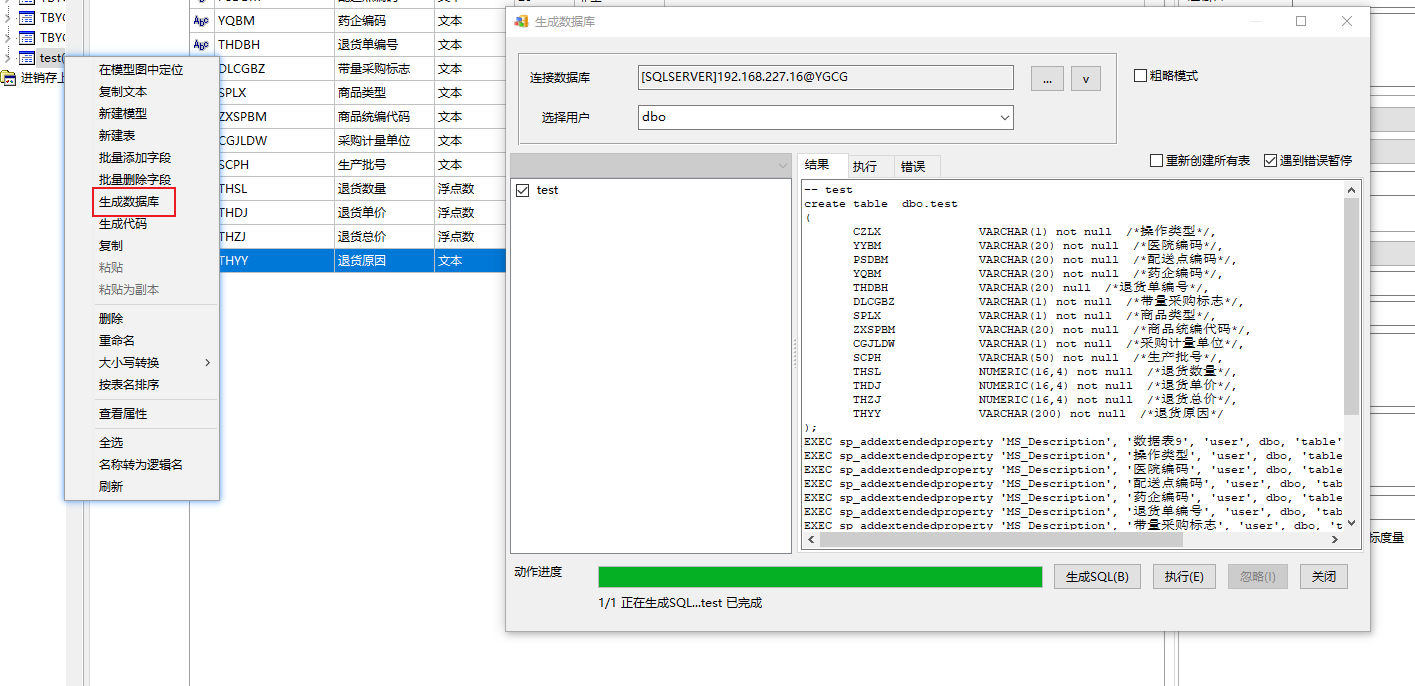 TBYC
TBYC
test(
进销存上
YQBM 药企编码 文本
THDBH 退货单编号 文本
DLCGBZ 带量采购标志 文本
SPLX 商品类型 文本
ZXSPBM 商品统编代码 文本
CGJLDW 采购计量单位 文本
SCPH 生产批号 文本
THSL 退货数量 浮点数
THDJ 退货单价 浮点数
THZJ 退货总价 浮点数
THYY 退货原因 文本
在模型图中定位
复制文本
新建模型
新建表
批量添加字段
批量删除字段
生成数据库
生成代码
复制
粘贴
粘贴为副本
删除
重命名
大小写转换
按表名排序
查看属性
全选
名称转为逻辑名
刷新
生成数据库
连接数据库 [SQLSERVER]192.168.227.16@YGCG ... v
粗略模式
选择用户 dbo
结果 执行 错误
重新创建所有表 遇到错误暂停
test
-- test
create table  dbo.test
(
CZLX VARCHAR(1) not null /*操作类型*/,
YYBM VARCHAR(20) not null /*医院编码*/,
PSDBM VARCHAR(20) not null /*配送点编码*/,
YQBM VARCHAR(20) not null /*药企编码*/,
THDBH VARCHAR(20) null /*退货单编号*/,
DLCGBZ VARCHAR(1) not null /*带量采购标志*/,
SPLX VARCHAR(1) not null /*商品类型*/,
ZXSPBM VARCHAR(20) not null /*商品统编代码*/,
CGJLDW VARCHAR(1) not null /*采购计量单位*/,
SCPH VARCHAR(50) not null /*生产批号*/,
THSL NUMERIC(16,4) not null /*退货数量*/,
THDJ NUMERIC(16,4) not null /*退货单价*/,
THZJ NUMERIC(16,4) not null /*退货总价*/,
THYY VARCHAR(200) not null /*退货原因*/
);
EXEC sp_addextendedproperty 'MS_Description', '数据表9', 'user', dbo, 'table'
EXEC sp_addextendedproperty 'MS_Description', '操作类型', 'user', dbo, 'table
EXEC sp_addextendedproperty 'MS_Description', '医院编码', 'user', dbo, 'table
EXEC sp_addextendedproperty 'MS_Description', '配送点编码', 'user', dbo, 'tab
EXEC sp_addextendedproperty 'MS_Description', '药企编码', 'user', dbo, 'table
EXEC sp_addextendedproperty 'MS_Description', '退货单编号', 'user', dbo, 'tab
EXEC sp_addextendedproperty 'MS_Description', '带量采购标志', 'user', dbo, 't
标度量
动作进度
生成SQL(B) 执行(E) 忽略(I) 关闭
1/1 正在生成SQL...test 已完成